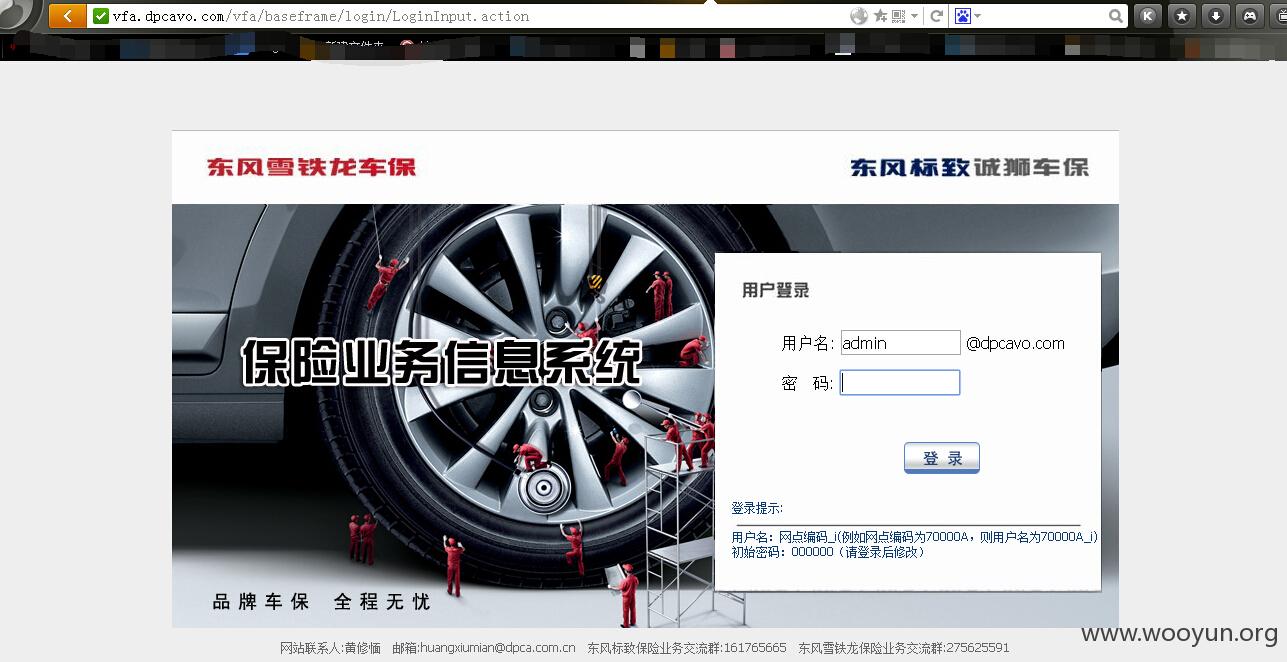 vfa.dpcavo.com/vfa/baseframe/login/LoginInput.action
新建文件夹
东风雪铁龙车保
东风标致诚狮车保
用户登录
用户名: admin @dpcavo.com
密 码:
保险业务信息系统
登 录
登录提示:
用户名：网点编码_i(例如网点编码为70000A，则用户名为70000A_i)
初始密码：000000（请登录后修改）
品牌车保 全程无忧
www.wooyun.org
网站联系人:黄修愐 邮箱:huangxiumian@dpca.com.cn 东风标致保险业务交流群:161765665 东风雪铁龙保险业务交流群:275625591